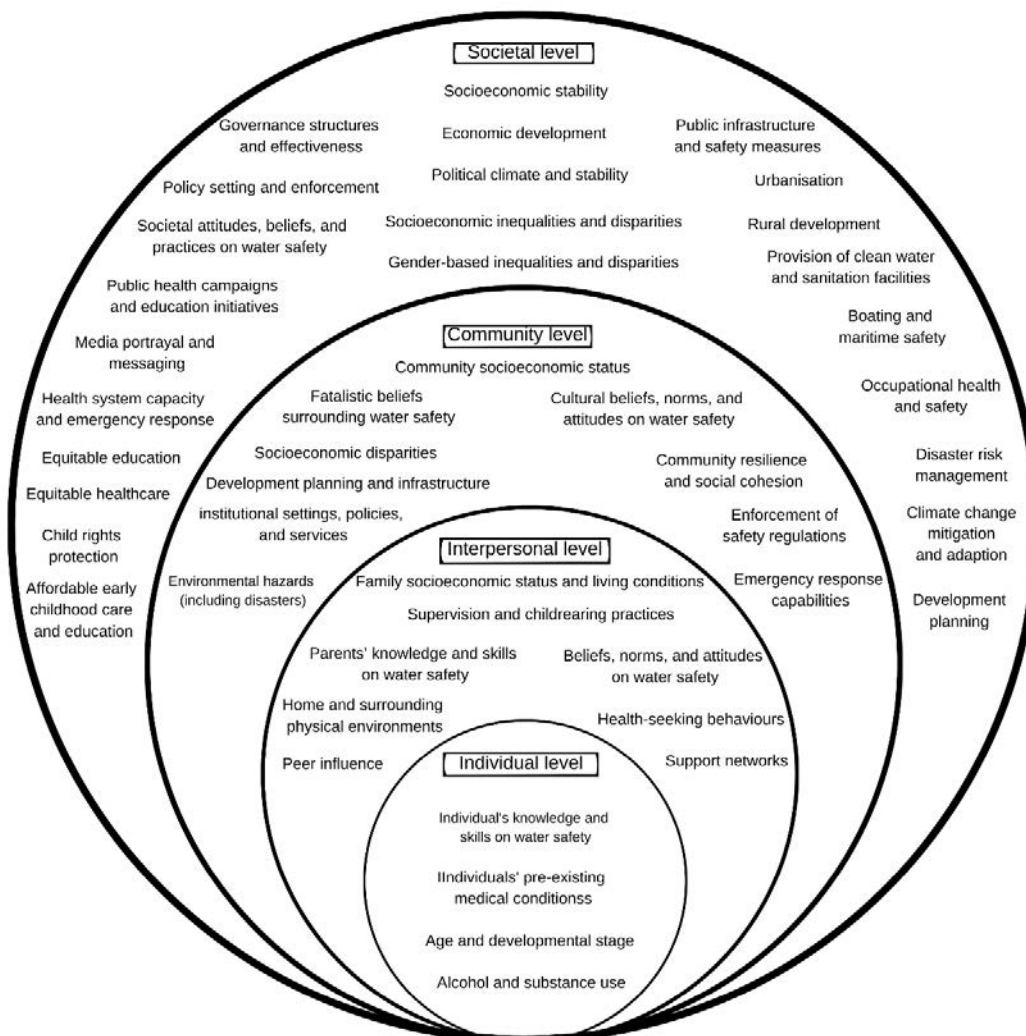 Societal level
Socioeconomic stability
Economic development
Political climate and stability
Socioeconomic inequalities and disparities
Gender-based inequalities and disparities
Governance structures
and effectiveness
Policy setting and enforcement
Societal attitudes, beliefs, and
practices on water safety
Public health campaigns
and education initiatives
Media portrayal and
messaging
Health system capacity
and emergency response
Equitable education
Equitable healthcare
Child rights
protection
Affordable early
childhood care
and education
Public infrastructure
and safety measures
Urbanisation
Rural development
Provision of clean water
and sanitation facilities
Boating and
maritime safety
Occupational health
and safety
Disaster risk
management
Climate change
mitigation
and adaption
Development
planning
Community level
Community socioeconomic status
Fatalistic beliefs
surrounding water safety
Socioeconomic disparities
Development planning and infrastructure
institutional settings, policies,
and services
Environmental hazards
(including disasters)
Cultural beliefs, norms, and
attitudes on water safety
Community resilience
and social cohesion
Enforcement of
safety regulations
Emergency response
capabilities
Interpersonal level
Family socioeconomic status and living conditions
Supervision and childrearing practices
Parents' knowledge and skills
on water safety
Home and surrounding
physical environments
Peer influence
Beliefs, norms, and attitudes
on water safety
Health-seeking behaviours
Support networks
Individual level
Individual's knowledge and
skills on water safety
IIndividuals' pre-existing
medical conditionss
Age and developmental stage
Alcohol and substance use